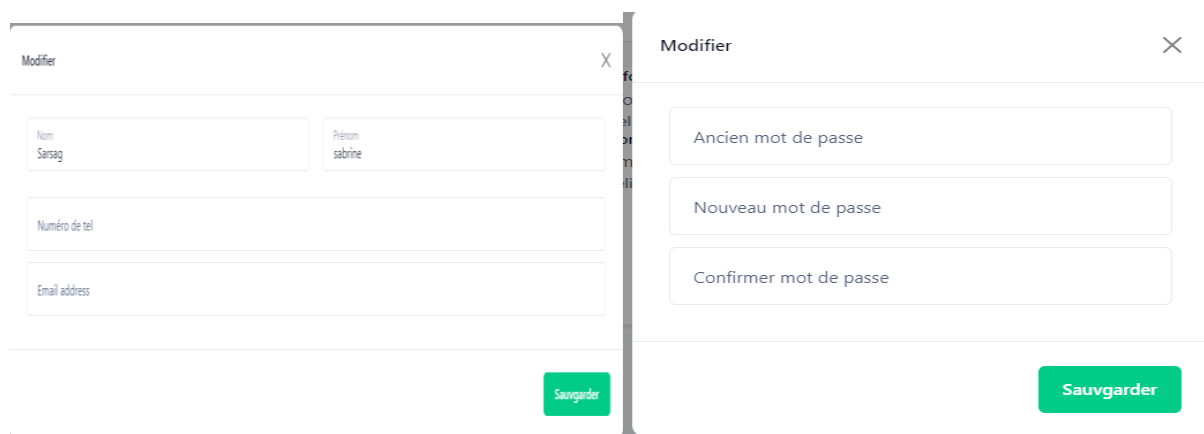 Modifier
X
Nom
Sarsag
Prénom
sabrine
Numéro de tel
Email address
Sauvgarder
Modifier
Ancien mot de passe
Nouveau mot de passe
Confirmer mot de passe
Sauvgarder